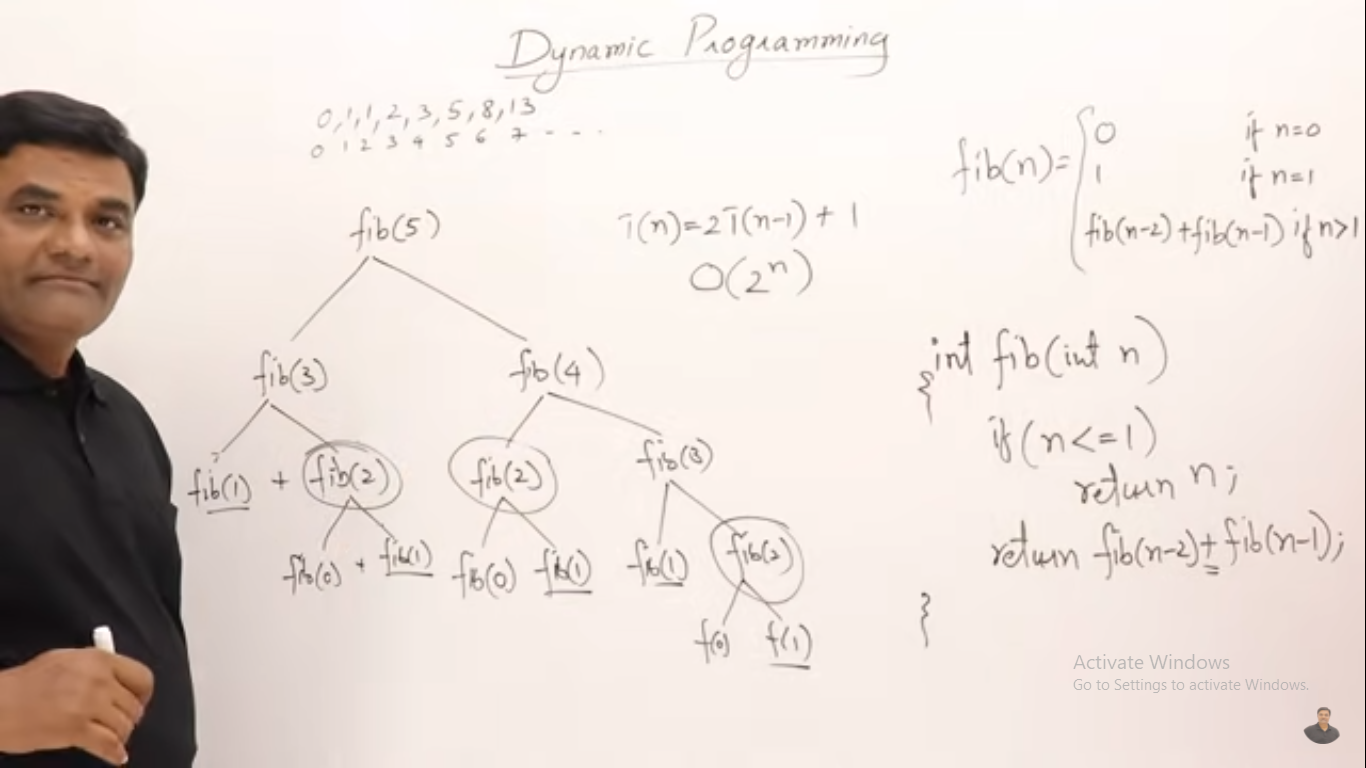 Dynamic Programming
0,1,1,2,3,5,8,13
0 1 2 3 4 5 6 7 - - - .
fib(n)= 0 if n=0
1 if n=1
fib(n-2)+fib(n-1) if n>1
T(n)=2T(n-1) + 1
O(2ⁿ)
fib(5)
fib(3) fib(4)
fib(1) + fib(2) fib(2) fib(3)
fib(0) + fib(1) fib(0) fib(1) fib(1) fib(2)
f(0) f(1)
int fib(int n)
{
if(n<=1)
return n;
return fib(n-2)+fib(n-1);
}
Activate Windows
Go to Settings to activate Windows.